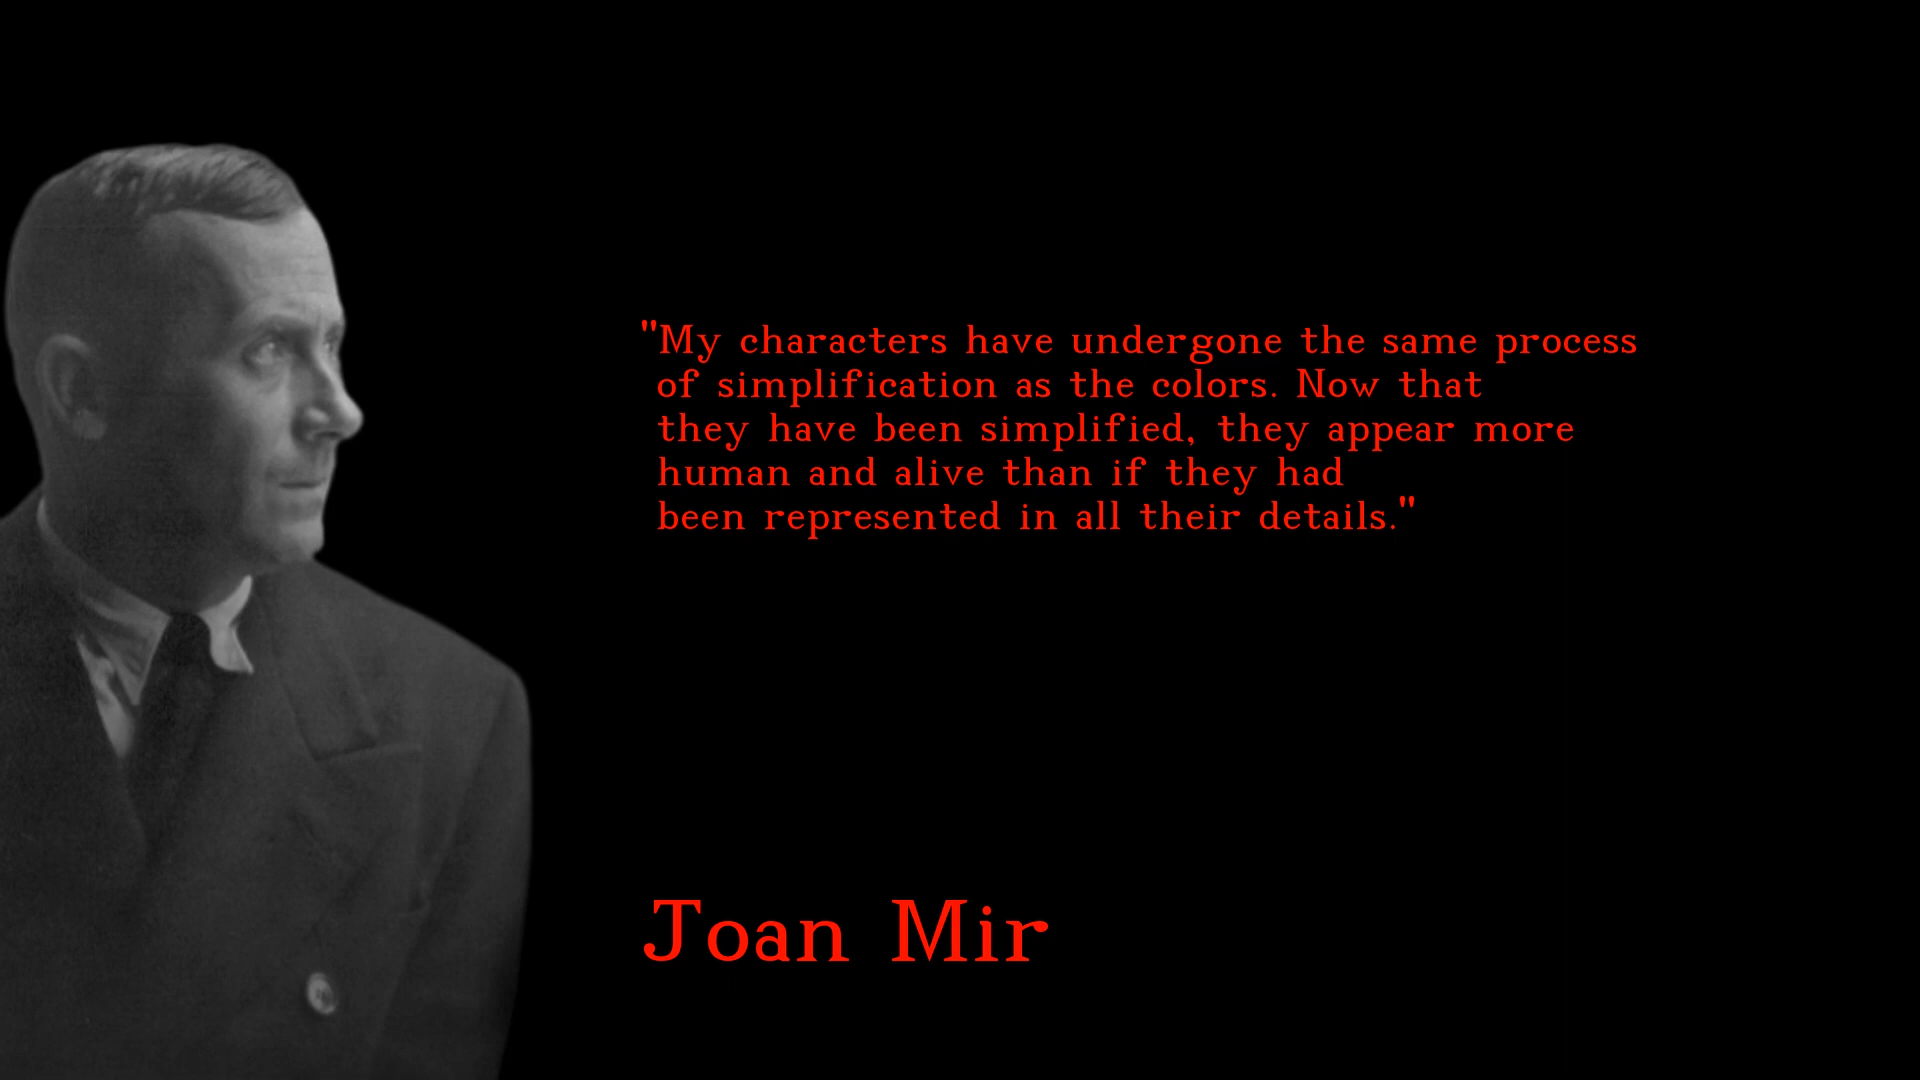 "My characters have undergone the same process
of simplification as the colors. Now that
they have been simplified, they appear more
human and alive than if they had
been represented in all their details."
Joan Mir